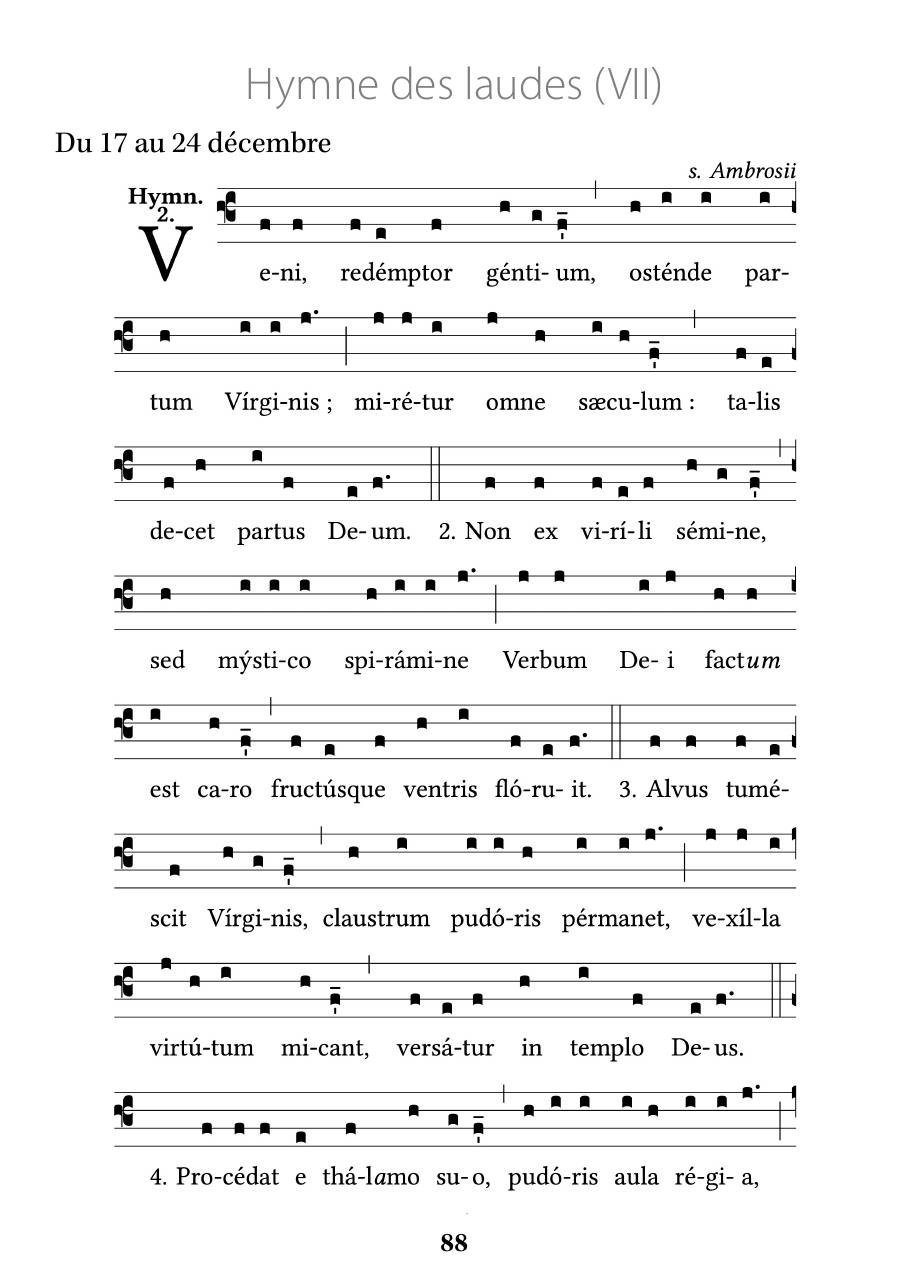 Hymne des laudes (VII)
Du 17 au 24 décembre
s. Ambrosii
Hymn.
2.
Ve-ni, redémptor génti-um, osténde par-
tum Vírgi-nis ; mi-ré-tur omne sæcu-lum : ta-lis
de-cet partus De-um. 2. Non ex vi-rí-li sémi-ne,
sed mýsti-co spi-rámi-ne Verbum De-i factum
est ca-ro fructúsque ventris fló-ru-it. 3. Alvus tumé-
scit Vírgi-nis, claustrum pudó-ris pérmanet, ve-xíl-la
virtú-tum mi-cant, versá-tur in templo De-us.
4. Pro-cédat e thá-lamo su-o, pudó-ris aula ré-gi-a,
88